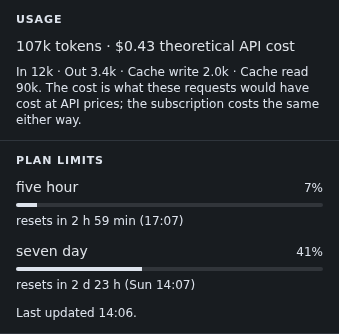 USAGE
107k tokens · $0.43 theoretical API cost
In 12k · Out 3.4k · Cache write 2.0k · Cache read
90k. The cost is what these requests would have
cost at API prices; the subscription costs the same
either way.
PLAN LIMITS
five hour 7%
resets in 2 h 59 min (17:07)
seven day 41%
resets in 2 d 23 h (Sun 14:07)
Last updated 14:06.